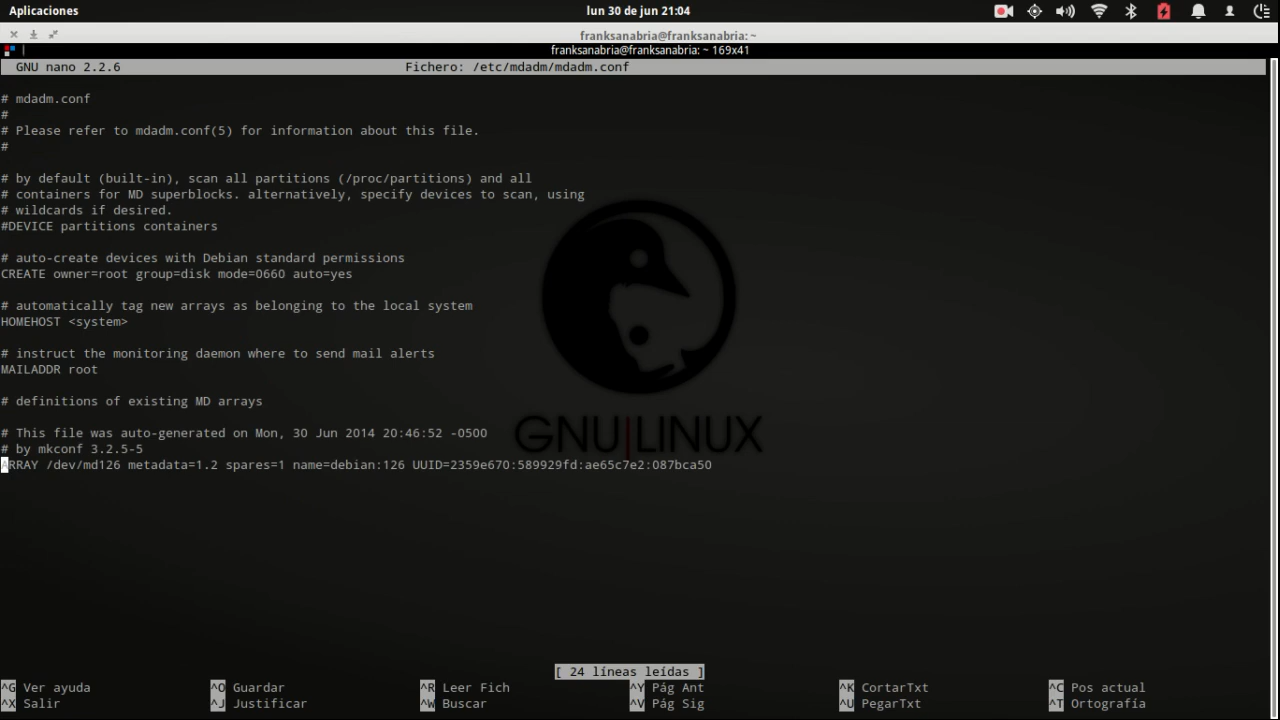 Aplicaciones
lun 30 de jun 21:04
franksanabria@franksanabria: ~
franksanabria@franksanabria: ~ 169x41
GNU nano 2.2.6 Fichero: /etc/mdadm/mdadm.conf
# mdadm.conf
#
# Please refer to mdadm.conf(5) for information about this file.
#
# by default (built-in), scan all partitions (/proc/partitions) and all
# containers for MD superblocks. alternatively, specify devices to scan, using
# wildcards if desired.
#DEVICE partitions containers
# auto-create devices with Debian standard permissions
CREATE owner=root group=disk mode=0660 auto=yes
# automatically tag new arrays as belonging to the local system
HOMEHOST <system>
# instruct the monitoring daemon where to send mail alerts
MAILADDR root
# definitions of existing MD arrays
# This file was auto-generated on Mon, 30 Jun 2014 20:46:52 -0500
# by mkconf 3.2.5-5
ARRAY /dev/md126 metadata=1.2 spares=1 name=debian:126 UUID=2359e670:589929fd:ae65c7e2:087bca50
GNU|LINUX
[ 24 líneas leídas ]
^G Ver ayuda ^O Guardar ^R Leer Fich ^Y Pág Ant ^K CortarTxt ^C Pos actual
^X Salir ^J Justificar ^W Buscar ^V Pág Sig ^U PegarTxt ^T Ortografía